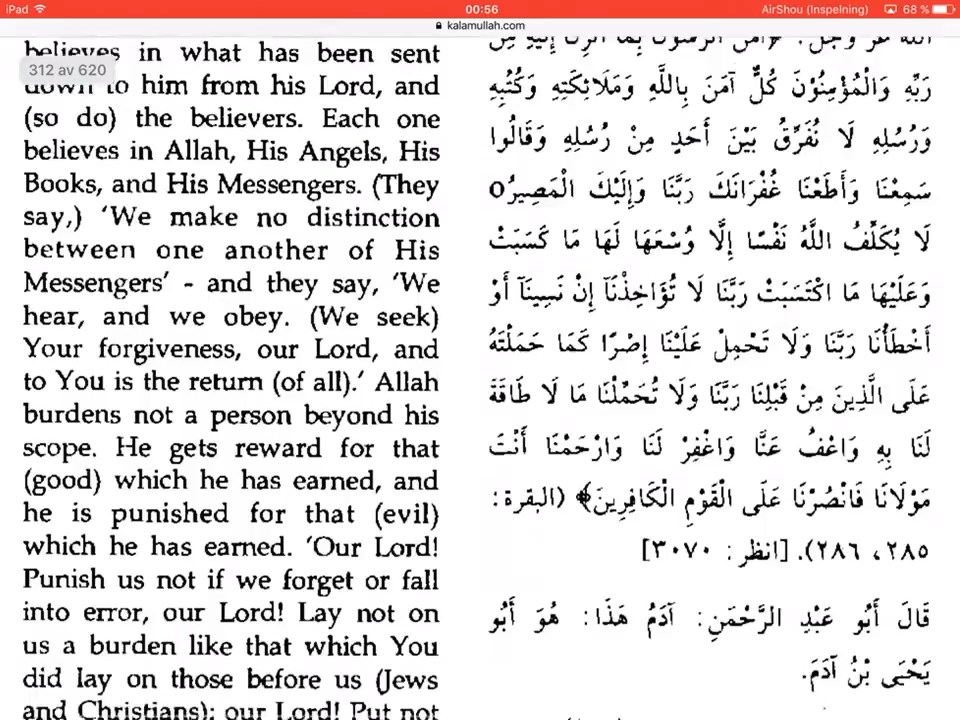 iPad
00:56
AirShou (Inspelning)
68 %
kalamullah.com
believes in what has been sent
312 av 620
down to him from his Lord, and
(so do) the believers. Each one
believes in Allah, His Angels, His
Books, and His Messengers. (They
say,) ‘We make no distinction
between one another of His
Messengers’ - and they say, ‘We
hear, and we obey. (We seek)
Your forgiveness, our Lord, and
to You is the return (of all).’ Allah
burdens not a person beyond his
scope. He gets reward for that
(good) which he has earned, and
he is punished for that (evil)
which he has earned. ‘Our Lord!
Punish us not if we forget or fall
into error, our Lord! Lay not on
us a burden like that which You
did lay on those before us (Jews
and Christians); our Lord! Put not
رَبِّهِ وَالْمُؤْمِنُوْنَ كُلٌّ آمَنَ بِاللَّهِ وَمَلَائِكَتِهِ وَكُتُبِهِ
وَرُسُلِهِ لَا نُفَرِّقُ بَيْنَ أَحَدٍ مِنْ رُسُلِهِ وَقَالُوا
سَمِعْنَا وَأَطَعْنَا غُفْرَانَكَ رَبَّنَا وَإِلَيْكَ الْمَصِيرُ o
لَا يُكَلِّفُ اللَّهُ نَفْسًا إِلَّا وُسْعَهَا لَهَا مَا كَسَبَتْ
وَعَلَيْهَا مَا اكْتَسَبَتْ رَبَّنَا لَا تُؤَاخِذْنَآ إِنْ نَسِينَآ أَوْ
أَخْطَأْنَا رَبَّنَا وَلَا تَحْمِلْ عَلَيْنَا إِصْرًا كَمَا حَمَلْتَهُ
عَلَى الَّذِينَ مِنْ قَبْلِنَا رَبَّنَا وَلَا تُحَمِّلْنَا مَا لَا طَاقَةَ
لَنَا بِهِ وَاعْفُ عَنَّا وَاغْفِرْ لَنَا وَارْحَمْنَا أَنْتَ
مَوْلَانَا فَانْصُرْنَا عَلَى الْقَوْمِ الْكَافِرِينَ﴾ (البقرة:
٢٨٥، ٢٨٦). [انظر: ٣٠٧٠]
قَالَ أَبُو عَبْدِ الرَّحْمَنِ: آدَمُ هَذَا: هُوَ أَبُو
يَحْيَى بْنُ آدَمَ.